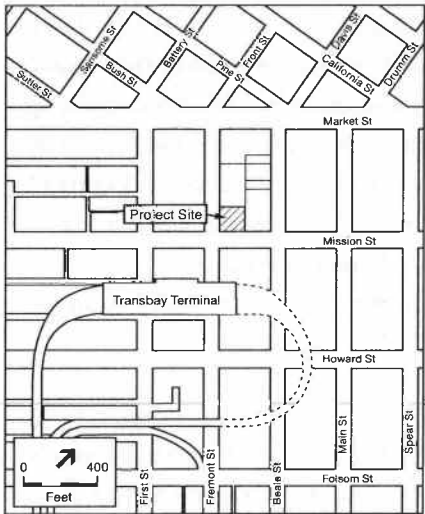 Sutter St
Sansome St
Bush St
Battery St
Pine St
Front St
California St
Davis St
Drumm St
Market St
Project Site
Mission St
Transbay Terminal
Howard St
First St
Fremont St
Beale St
Main St
Spear St
Folsom St
0 400
Feet